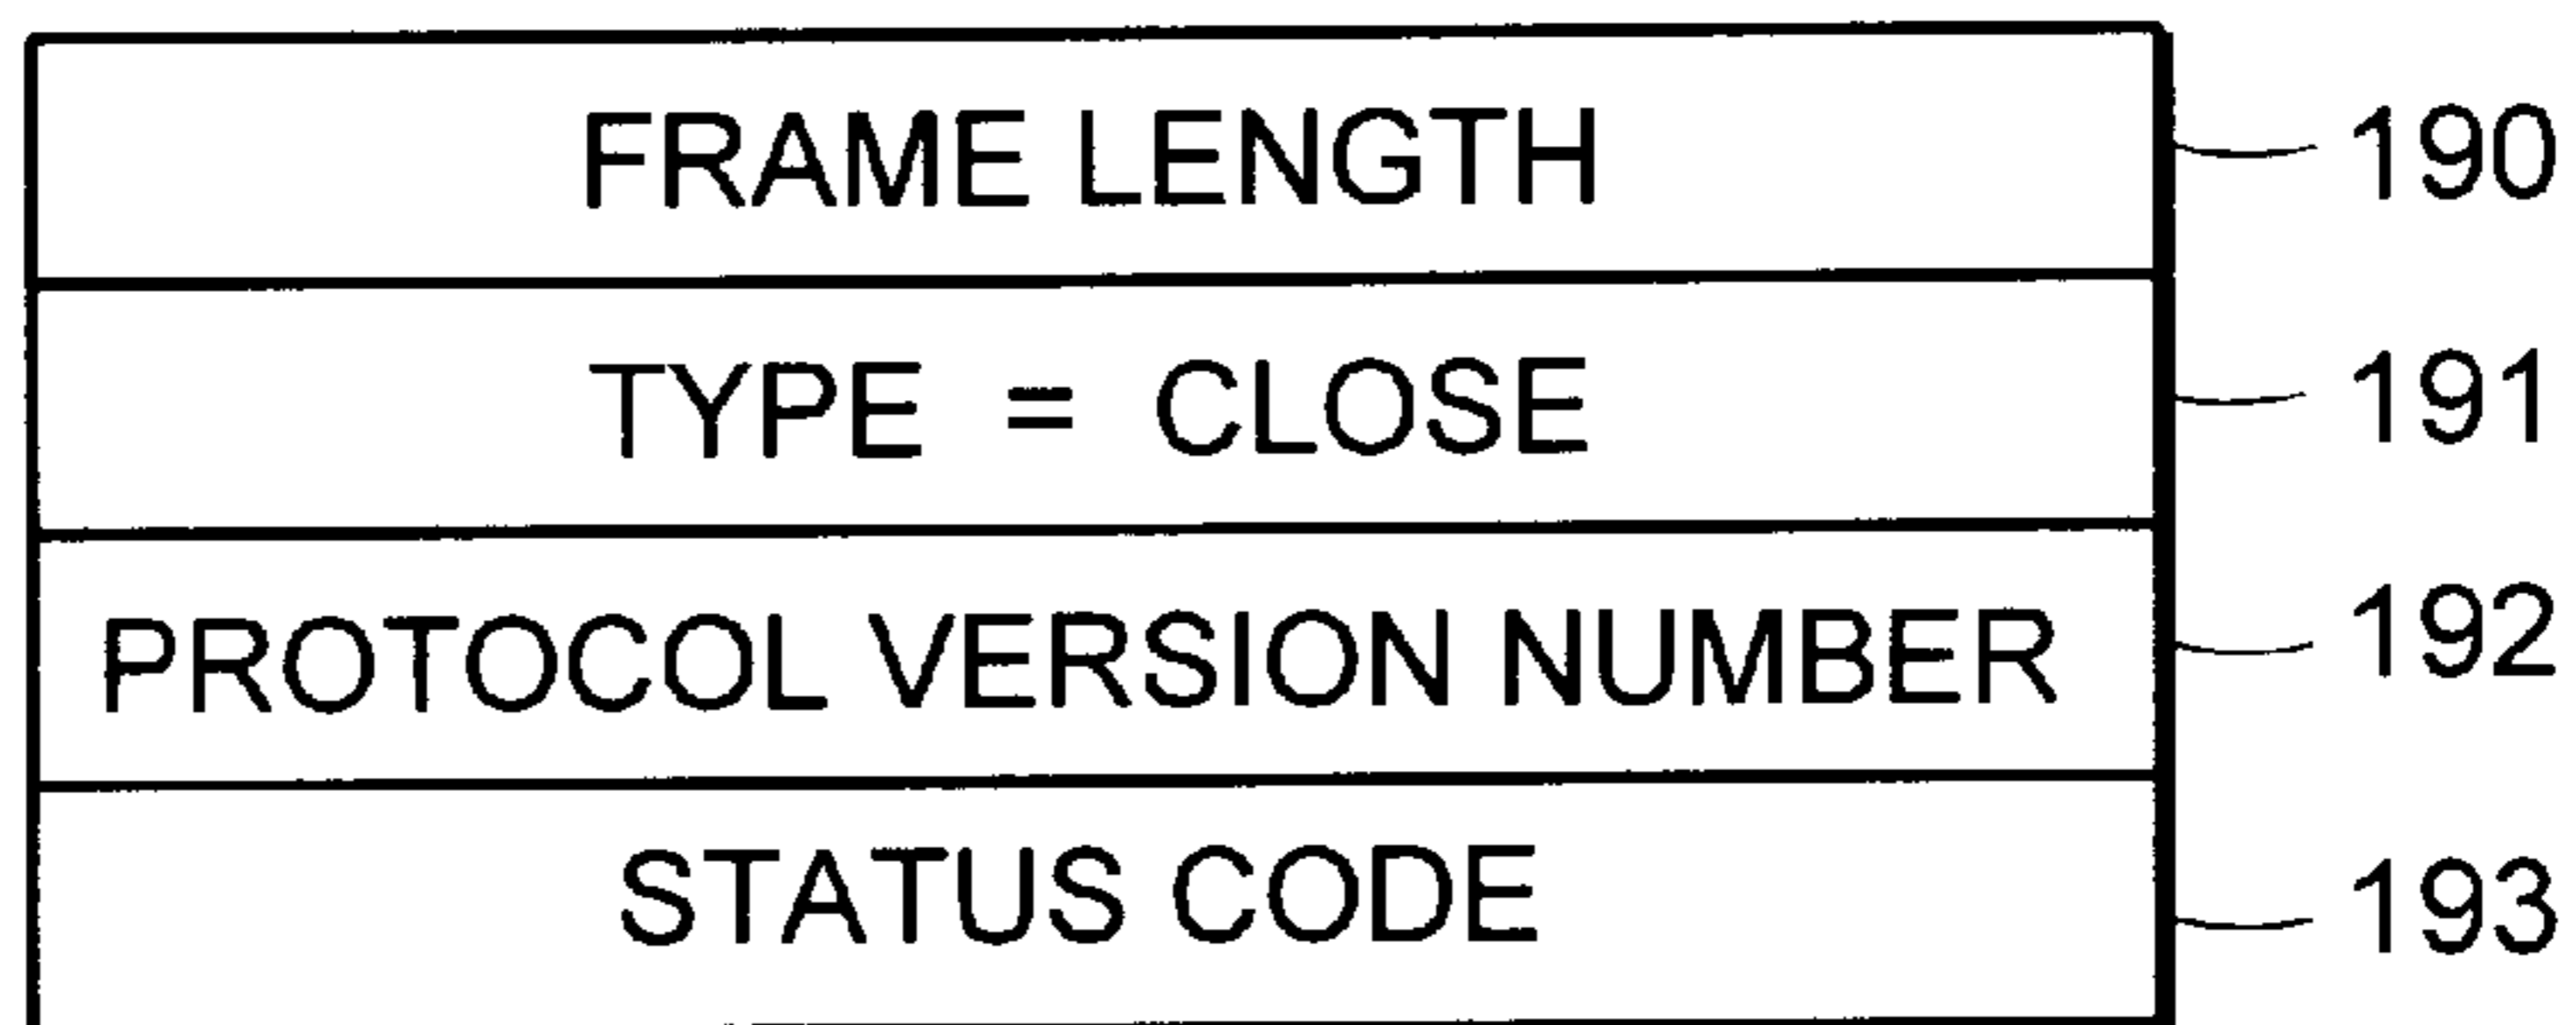 FRAME LENGTH 190
TYPE = CLOSE 191
PROTOCOL VERSION NUMBER 192
STATUS CODE 193